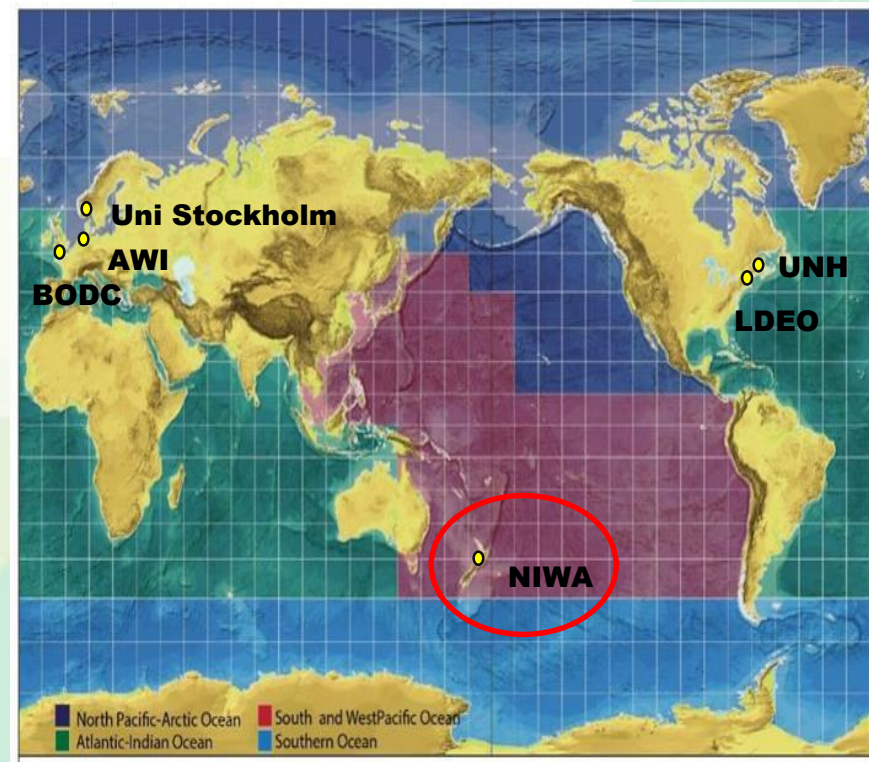 Uni Stockholm
AWI
BODC
UNH
LDEO
NIWA
North Pacific-Arctic Ocean
South and WestPacific Ocean
Atlantic-Indian Ocean
Southern Ocean